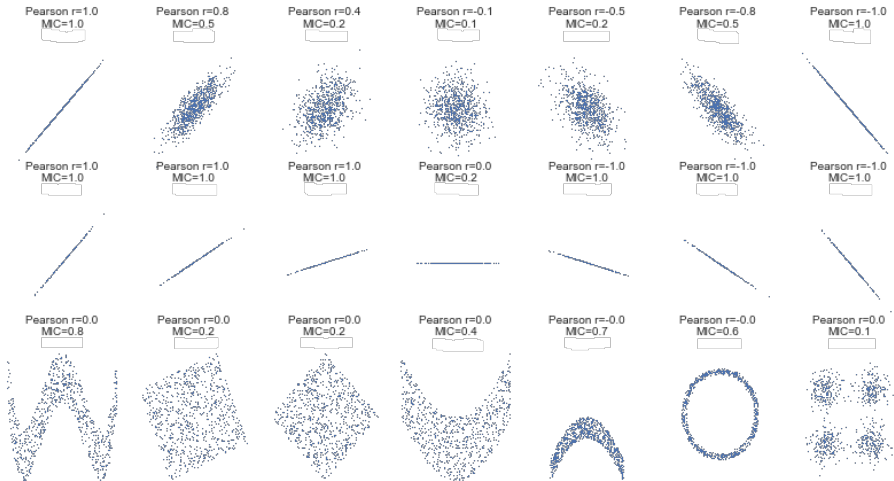 Pearson r=1.0
MIC=1.0
Pearson r=0.8
MIC=0.5
Pearson r=0.4
MIC=0.2
Pearson r=-0.1
MIC=0.1
Pearson r=-0.5
MIC=0.2
Pearson r=-0.8
MIC=0.5
Pearson r=-1.0
MIC=1.0
Pearson r=1.0
MIC=1.0
Pearson r=1.0
MIC=1.0
Pearson r=1.0
MIC=1.0
Pearson r=0.0
MIC=0.2
Pearson r=-1.0
MIC=1.0
Pearson r=-1.0
MIC=1.0
Pearson r=-1.0
MIC=1.0
Pearson r=0.0
MIC=0.8
Pearson r=0.0
MIC=0.2
Pearson r=0.0
MIC=0.2
Pearson r=0.0
MIC=0.4
Pearson r=-0.0
MIC=0.7
Pearson r=-0.0
MIC=0.6
Pearson r=0.0
MIC=0.1